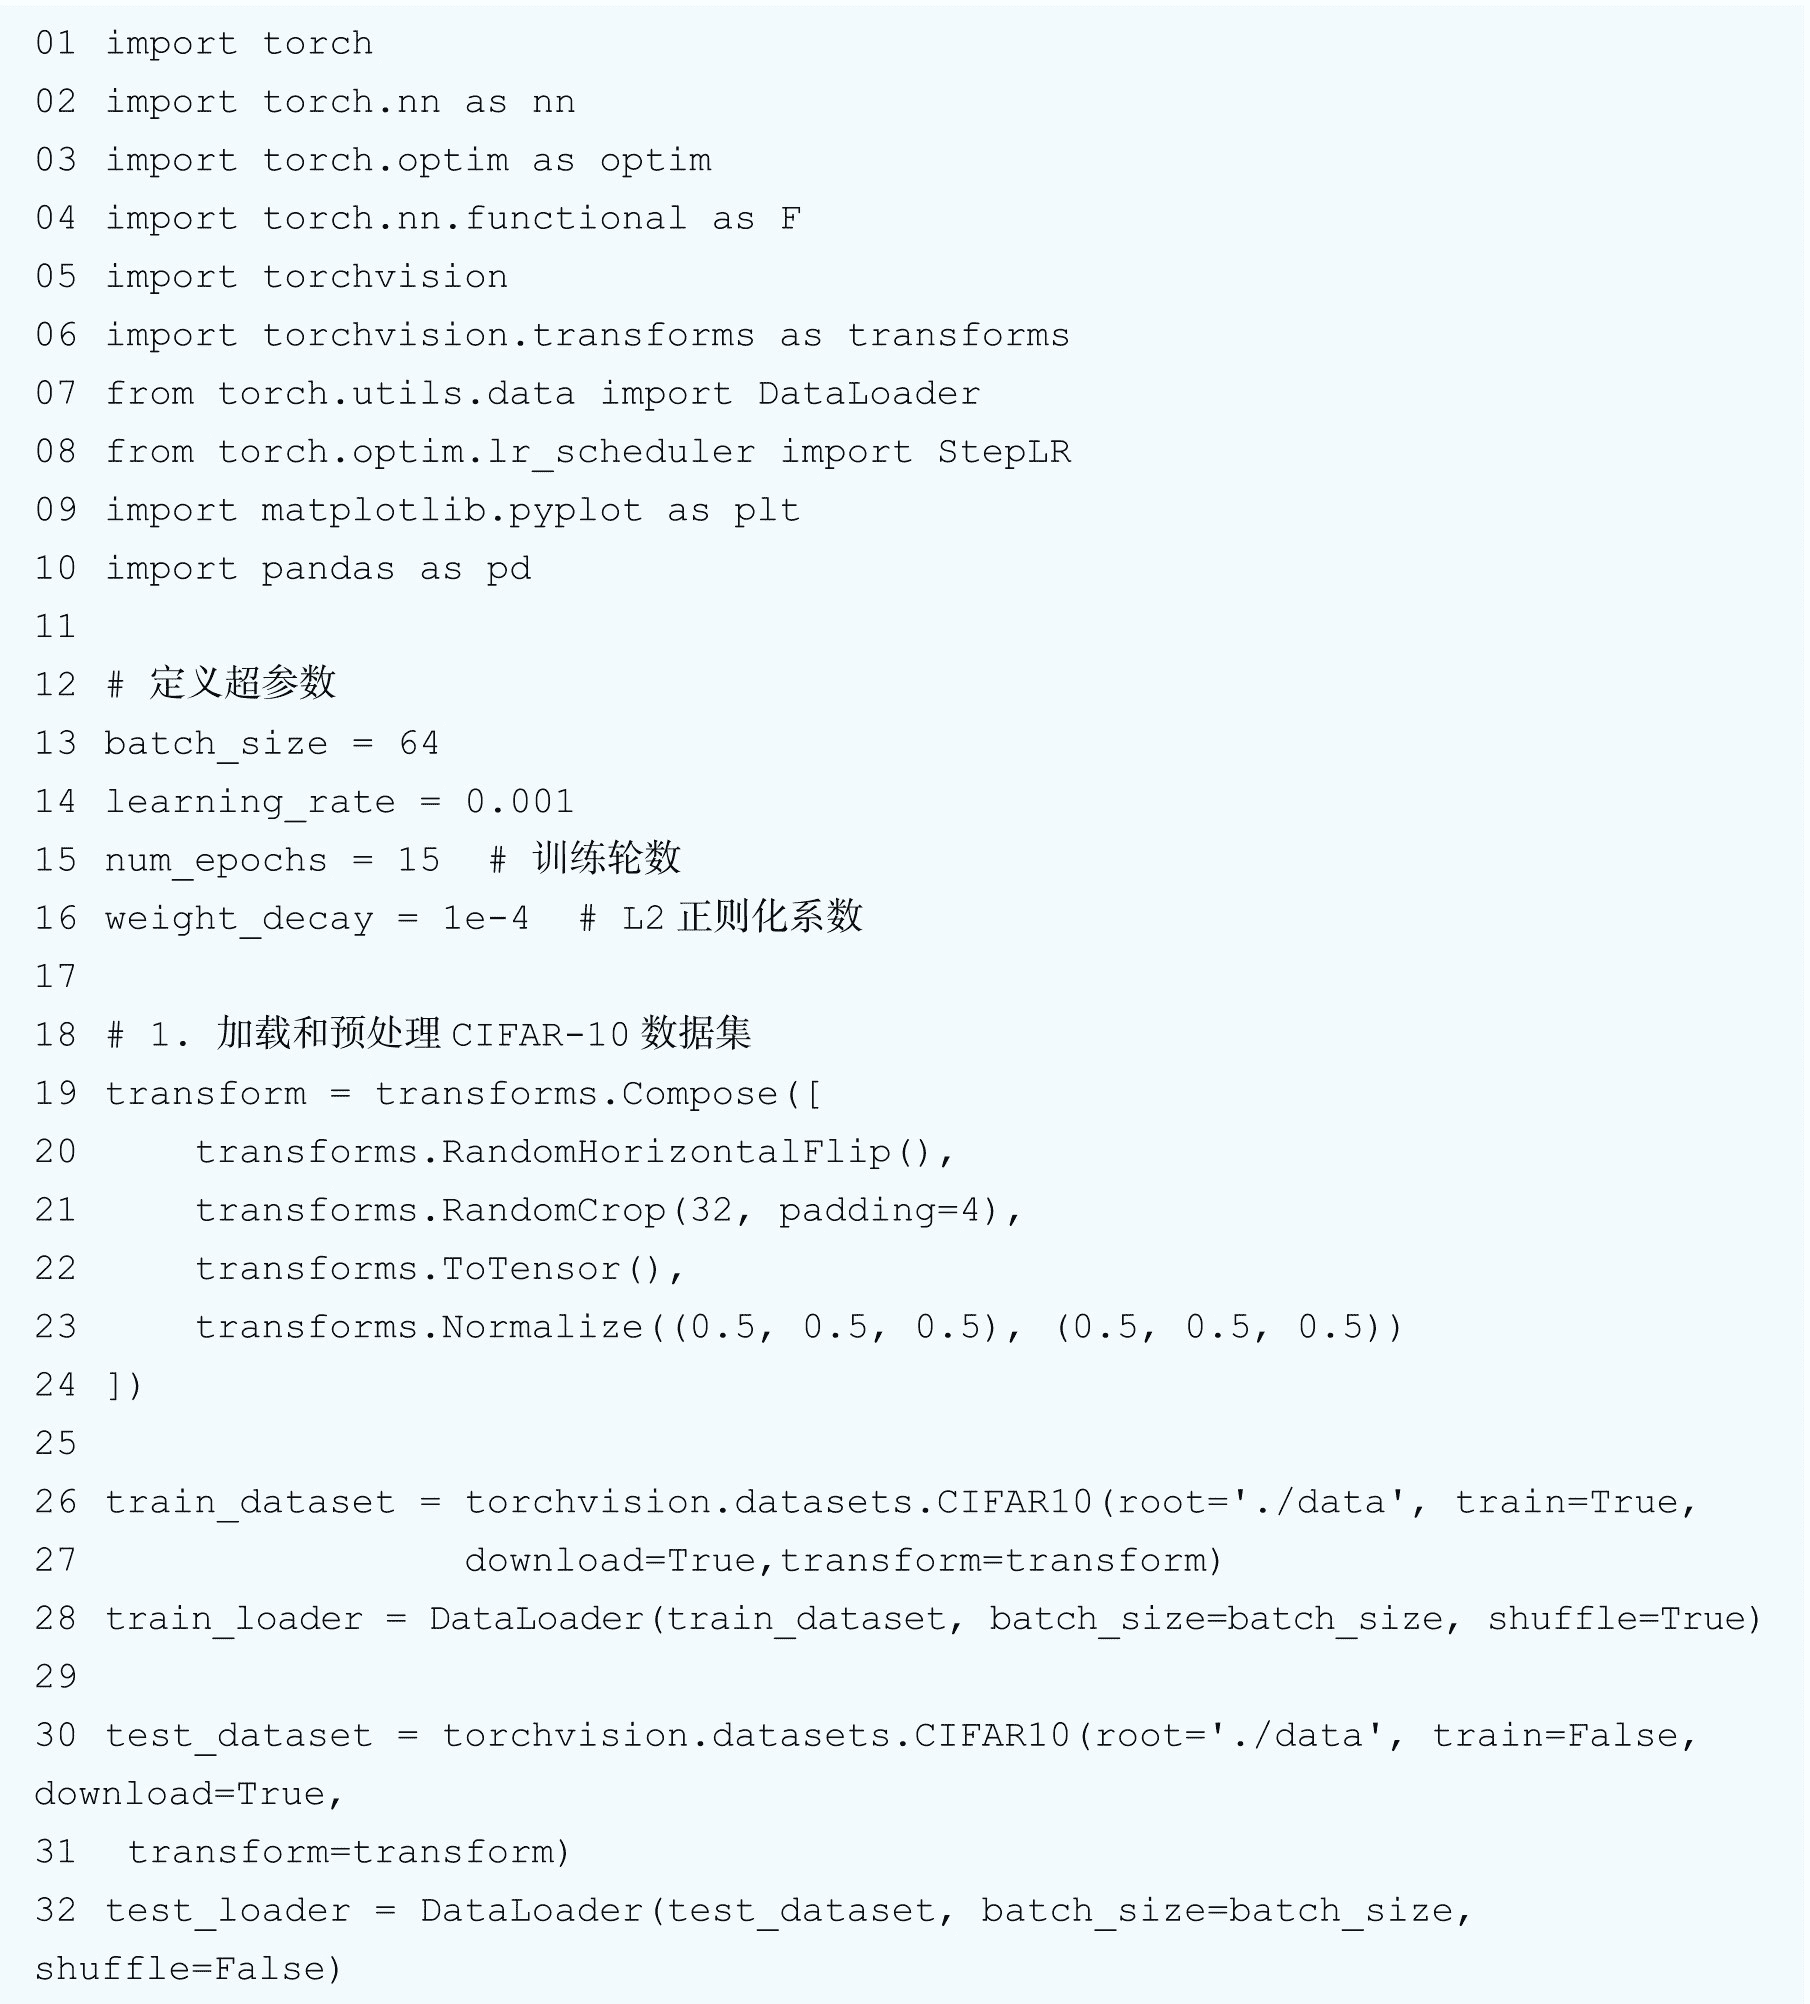 01 import torch
02 import torch.nn as nn
03 import torch.optim as optim
04 import torch.nn.functional as F
05 import torchvision
06 import torchvision.transforms as transforms
07 from torch.utils.data import DataLoader
08 from torch.optim.lr_scheduler import StepLR
09 import matplotlib.pyplot as plt
10 import pandas as pd
11
12 # 定义超参数
13 batch_size = 64
14 learning_rate = 0.001
15 num_epochs = 15  # 训练轮数
16 weight_decay = 1e-4  # L2正则化系数
17
18 # 1. 加载和预处理CIFAR-10数据集
19 transform = transforms.Compose([
20     transforms.RandomHorizontalFlip(),
21     transforms.RandomCrop(32, padding=4),
22     transforms.ToTensor(),
23     transforms.Normalize((0.5, 0.5, 0.5), (0.5, 0.5, 0.5))
24 ])
25
26 train_dataset = torchvision.datasets.CIFAR10(root='./data', train=True,
27                 download=True,transform=transform)
28 train_loader = DataLoader(train_dataset, batch_size=batch_size, shuffle=True)
29
30 test_dataset = torchvision.datasets.CIFAR10(root='./data', train=False,
download=True,
31  transform=transform)
32 test_loader = DataLoader(test_dataset, batch_size=batch_size,
shuffle=False)